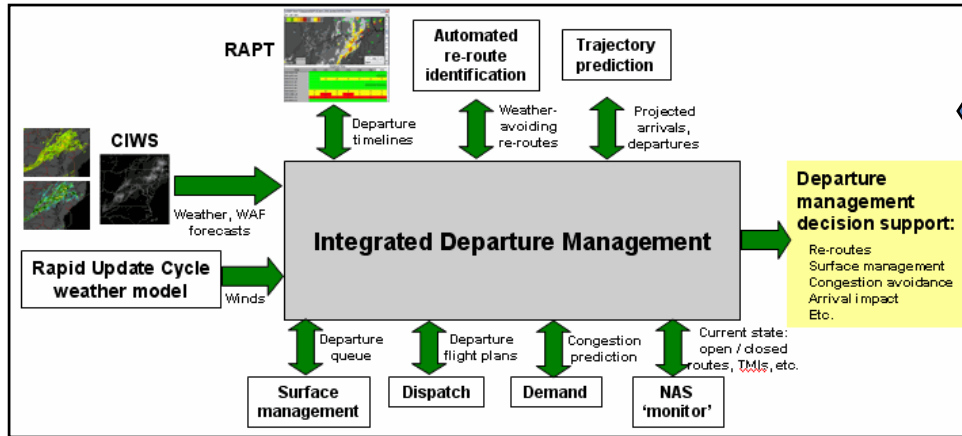 RAPT
Automated
re-route
identification
Trajectory
prediction
Departure
timelines
Weather-
avoiding
re-routes
Projected
arrivals,
departures
CIWS
Weather, WAF
forecasts
Rapid Update Cycle
weather model
Winds
Integrated Departure Management
Departure
management
decision support:
Re-routes
Surface management
Congestion avoidance
Arrival impact
Etc.
Departure
queue
Departure
flight plans
Congestion
prediction
Current state:
open / closed
routes, TMIs, etc.
Surface
management
Dispatch
Demand
NAS
‘monitor’